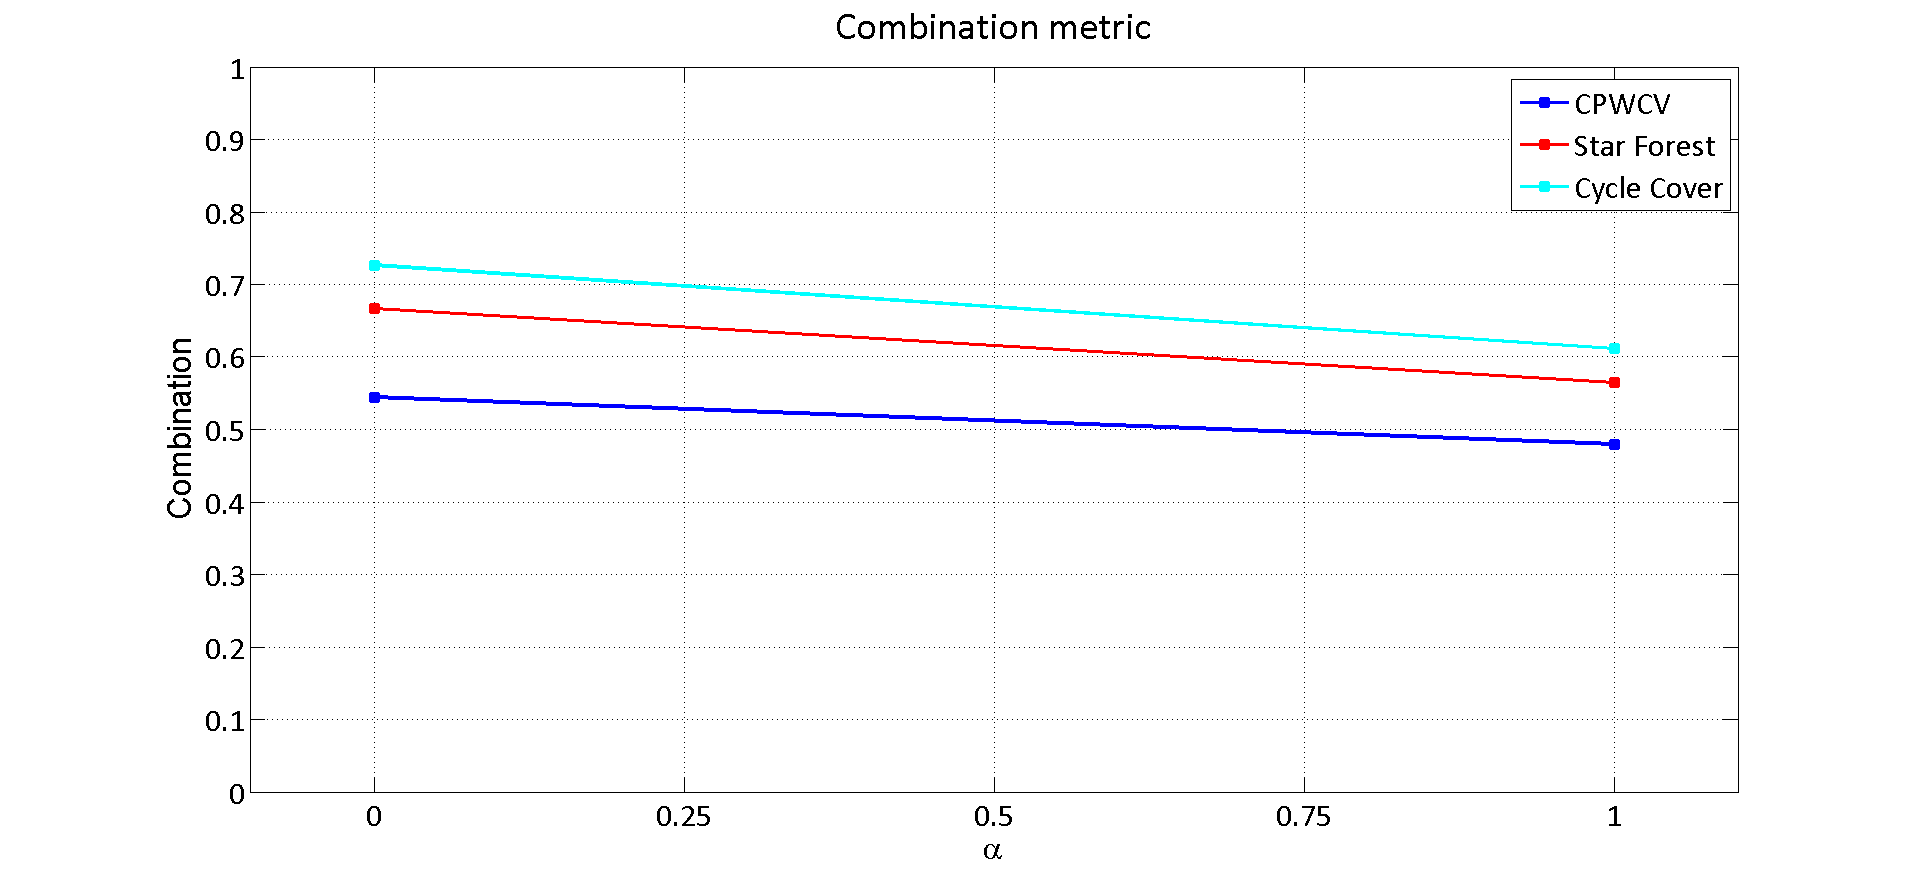 Combination metric
1
0.9
0.8
0.7
0.6
0.5
0.4
0.3
0.2
0.1
0
Combination
CPWCV
Star Forest
Cycle Cover
0 0.25 0.5 0.75 1
α